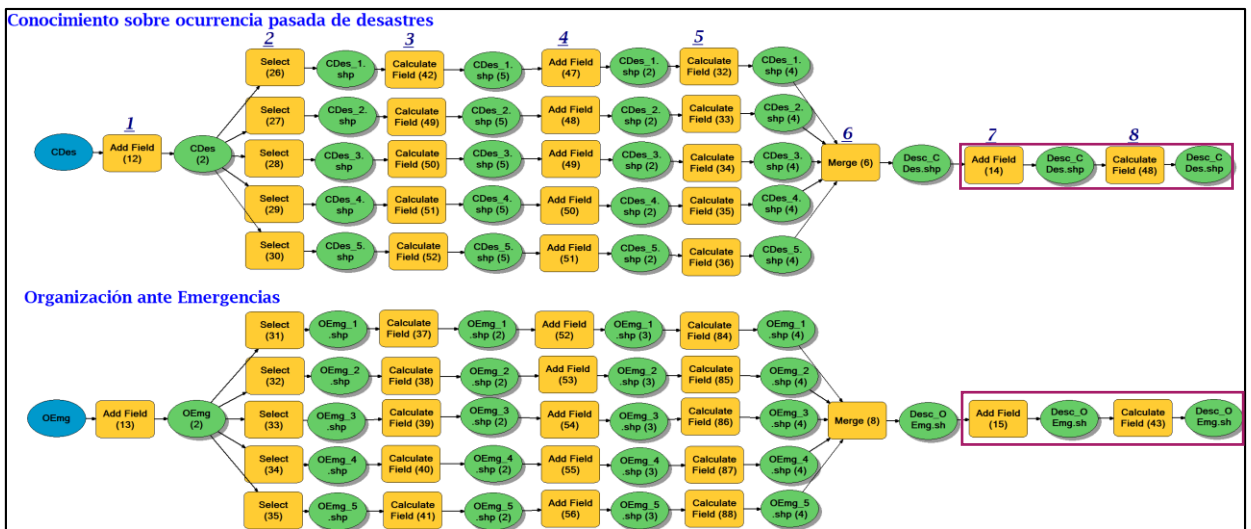 Conocimiento sobre ocurrencia pasada de desastres
1
2
3
4
5
6
7
8
CDes
Add Field
(12)
CDes
(2)
Select
(26)
CDes_1.
shp
Calculate
Field (42)
CDes_1.
shp (5)
Add Field
(47)
CDes_1.
shp (2)
Calculate
Field (32)
CDes_1.
shp (4)
Select
(27)
CDes_2.
shp
Calculate
Field (49)
CDes_2.
shp (5)
Add Field
(48)
CDes_2.
shp (2)
Calculate
Field (33)
CDes_2.
shp (4)
Select
(28)
CDes_3.
shp
Calculate
Field (50)
CDes_3.
shp (5)
Add Field
(49)
CDes_3.
shp (2)
Calculate
Field (34)
CDes_3.
shp (4)
Select
(29)
CDes_4.
shp
Calculate
Field (51)
CDes_4.
shp (5)
Add Field
(50)
CDes_4.
shp (2)
Calculate
Field (35)
CDes_4.
shp (4)
Select
(30)
CDes_5.
shp
Calculate
Field (52)
CDes_5.
shp (5)
Add Field
(51)
CDes_5.
shp (2)
Calculate
Field (36)
CDes_5.
shp (4)
Merge (6)
Desc_C
Des.shp
Add Field
(14)
Desc_C
Des.shp
Calculate
Field (48)
Desc_C
Des.shp
Organización ante Emergencias
OEmg
Add Field
(13)
OEmg
(2)
Select
(31)
OEmg_1
.shp
Calculate
Field (37)
OEmg_1
.shp (2)
Add Field
(52)
OEmg_1
.shp (3)
Calculate
Field (84)
OEmg_1
.shp (4)
Select
(32)
OEmg_2
.shp
Calculate
Field (38)
OEmg_2
.shp (2)
Add Field
(53)
OEmg_2
.shp (3)
Calculate
Field (85)
OEmg_2
.shp (4)
Select
(33)
OEmg_3
.shp
Calculate
Field (39)
OEmg_3
.shp (2)
Add Field
(54)
OEmg_3
.shp (3)
Calculate
Field (86)
OEmg_3
.shp (4)
Select
(34)
OEmg_4
.shp
Calculate
Field (40)
OEmg_4
.shp (2)
Add Field
(55)
OEmg_4
.shp (3)
Calculate
Field (87)
OEmg_4
.shp (4)
Select
(35)
OEmg_5
.shp
Calculate
Field (41)
OEmg_5
.shp (2)
Add Field
(56)
OEmg_5
.shp (3)
Calculate
Field (88)
OEmg_5
.shp (4)
Merge (8)
Desc_O
Emg.sh
Add Field
(15)
Desc_O
Emg.sh
Calculate
Field (43)
Desc_O
Emg.sh